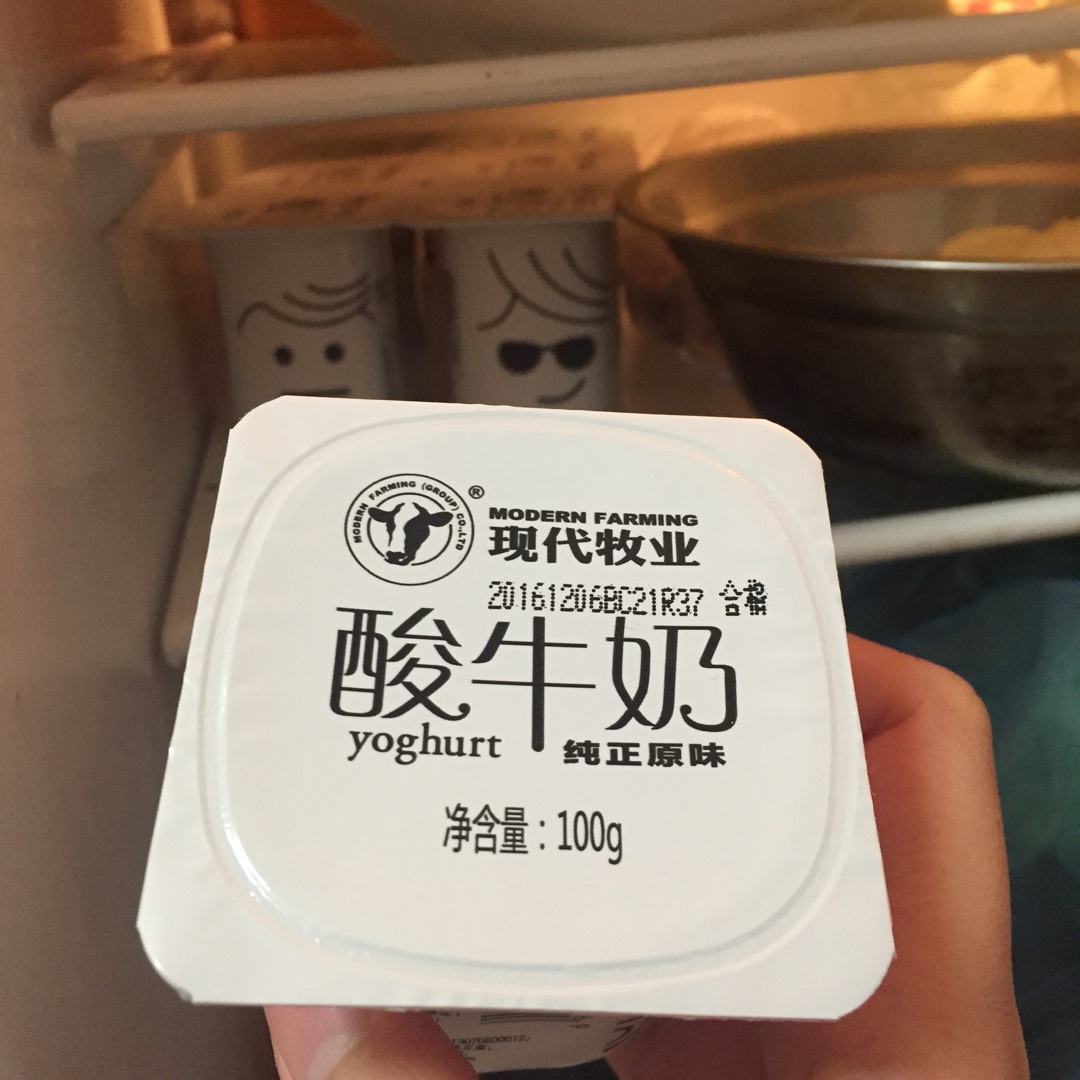 MODERN FARMING (GROUP) CO.,LTD
®
MODERN FARMING
现代牧业
20161206BC21R37 合格
酸牛奶
yoghurt
纯正原味
净含量：100g